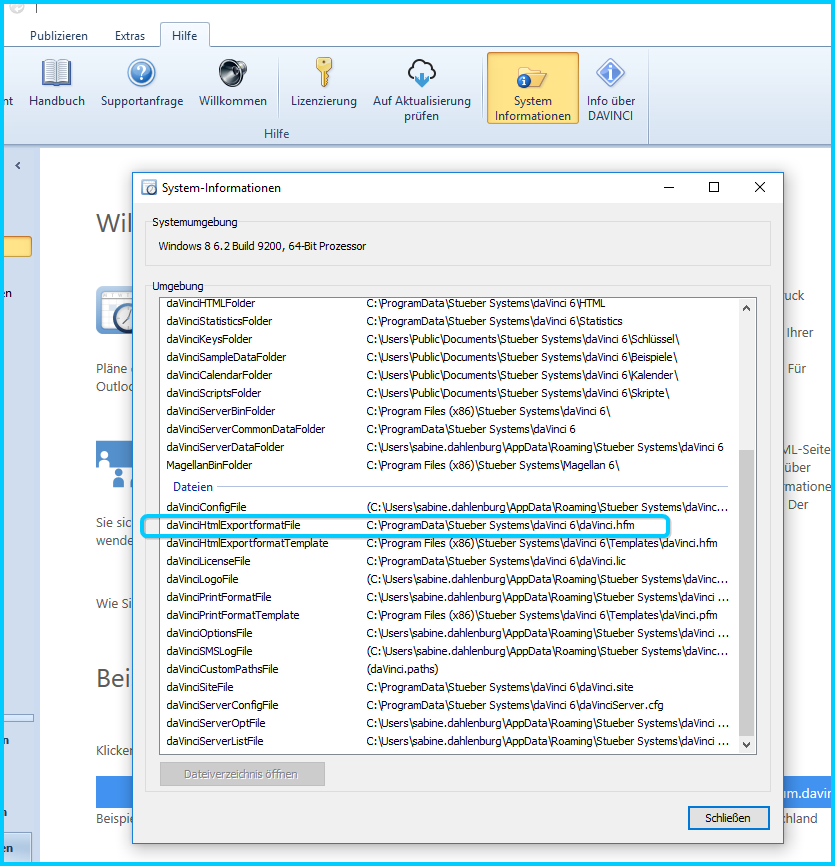 Publizieren Extras Hilfe
nt Handbuch Supportanfrage Willkommen Lizenzierung Auf Aktualisierung prüfen System Informationen Info über DAVINCI
Hilfe
System-Informationen
Wil
Systemumgebung
Windows 8 6.2 Build 9200, 64-Bit Prozessor
Umgebung
daVinciHTMLFolder C:\ProgramData\Stueber Systems\daVinci 6\HTML
daVinciStatisticsFolder C:\ProgramData\Stueber Systems\daVinci 6\Statistics
daVinciKeysFolder C:\Users\Public\Documents\Stueber Systems\daVinci 6\Schlüssel\
daVinciSampleDataFolder C:\Users\Public\Documents\Stueber Systems\daVinci 6\Beispiele\
daVinciCalendarFolder C:\Users\Public\Documents\Stueber Systems\daVinci 6\Kalender\
daVinciScriptsFolder C:\Users\Public\Documents\Stueber Systems\daVinci 6\Skripte\
daVinciServerBinFolder C:\Program Files (x86)\Stueber Systems\daVinci 6\
daVinciServerCommonDataFolder C:\ProgramData\Stueber Systems\daVinci 6
daVinciServerDataFolder C:\Users\sabine.dahlenburg\AppData\Roaming\Stueber Systems\daVinci 6
MagellanBinFolder C:\Program Files (x86)\Stueber Systems\Magellan 6\
Dateien
daVinciConfigFile (C:\Users\sabine.dahlenburg\AppData\Roaming\Stueber Systems\daVinc...
daVinciHtmlExportformatFile C:\ProgramData\Stueber Systems\daVinci 6\daVinci.hfm
daVinciHtmlExportformatTemplate C:\Program Files (x86)\Stueber Systems\daVinci 6\Templates\daVinci.hfm
daVinciLicenseFile C:\ProgramData\Stueber Systems\daVinci 6\daVinci.lic
daVinciLogoFile (C:\Users\sabine.dahlenburg\AppData\Roaming\Stueber Systems\daVinc...
daVinciPrintFormatFile C:\Users\sabine.dahlenburg\AppData\Roaming\Stueber Systems\daVinci ...
daVinciPrintFormatTemplate C:\Program Files (x86)\Stueber Systems\daVinci 6\Templates\daVinci.pfm
daVinciOptionsFile C:\Users\sabine.dahlenburg\AppData\Roaming\Stueber Systems\daVinci ...
daVinciSMSLogFile (C:\Users\sabine.dahlenburg\AppData\Roaming\Stueber Systems\daVinc...
daVinciCustomPathsFile (daVinci.paths)
daVinciSiteFile C:\ProgramData\Stueber Systems\daVinci 6\daVinci.site
daVinciServerConfigFile C:\ProgramData\Stueber Systems\daVinci 6\daVinciServer.cfg
daVinciServerOptFile C:\Users\sabine.dahlenburg\AppData\Roaming\Stueber Systems\daVinci ...
daVinciServerListFile C:\Users\sabine.dahlenburg\AppData\Roaming\Stueber Systems\daVinci ...
Dateiverzeichnis öffnen
Schließen
en
Pläne
Outloo
Sie sic
wende
Wie Si
Bei
Klicken
Beispie
uck
Ihrer
Für
ML-Seite
über
rmatione
Der
um.davin
chland
n
n
en